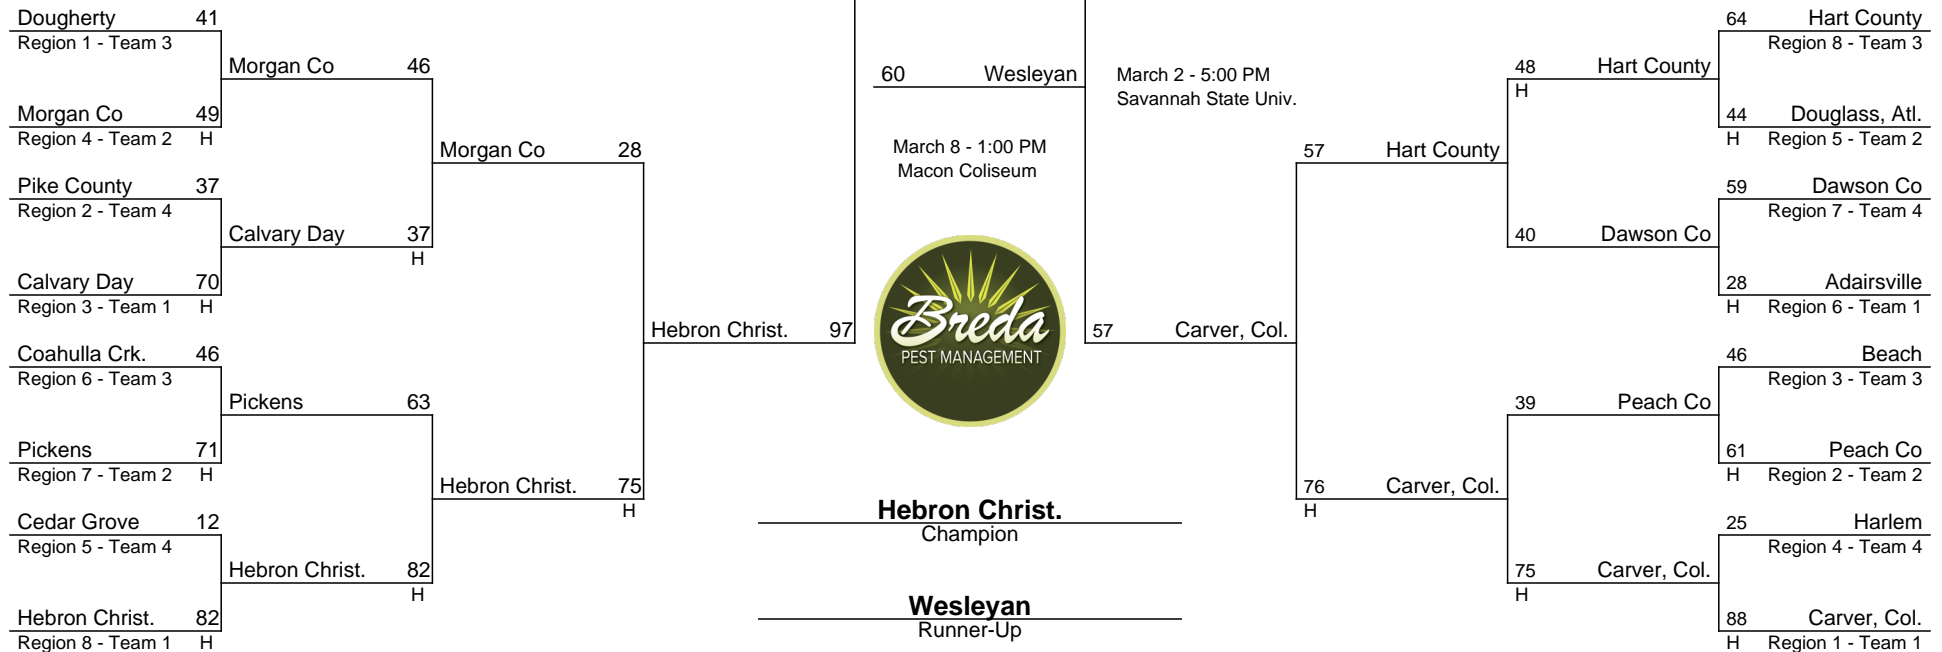 Dougherty 41
Region 1 - Team 3
Morgan Co 46
Morgan Co 49
Region 4 - Team 2 H
Morgan Co 28
Pike County 37
Region 2 - Team 4
Calvary Day 37
H
Calvary Day 70
Region 3 - Team 1 H
Hebron Christ. 97
Coahulla Crk. 46
Region 6 - Team 3
Pickens 63
Pickens 71
Region 7 - Team 2 H
Hebron Christ. 75
H
Cedar Grove 12
Region 5 - Team 4
Hebron Christ. 82
H
Hebron Christ. 82
Region 8 - Team 1 H
60 Wesleyan
March 8 - 1:00 PM
Macon Coliseum
Breda
PEST MANAGEMENT
Hebron Christ.
Champion
Wesleyan
Runner-Up
March 2 - 5:00 PM
Savannah State Univ.
57 Carver, Col.
57 Hart County
76 Carver, Col.
H
48 Hart County
H
40 Dawson Co
39 Peach Co
75 Carver, Col.
H
64 Hart County
Region 8 - Team 3
44 Douglass, Atl.
H Region 5 - Team 2
59 Dawson Co
Region 7 - Team 4
28 Adairsville
H Region 6 - Team 1
46 Beach
Region 3 - Team 3
61 Peach Co
H Region 2 - Team 2
25 Harlem
Region 4 - Team 4
88 Carver, Col.
H Region 1 - Team 1